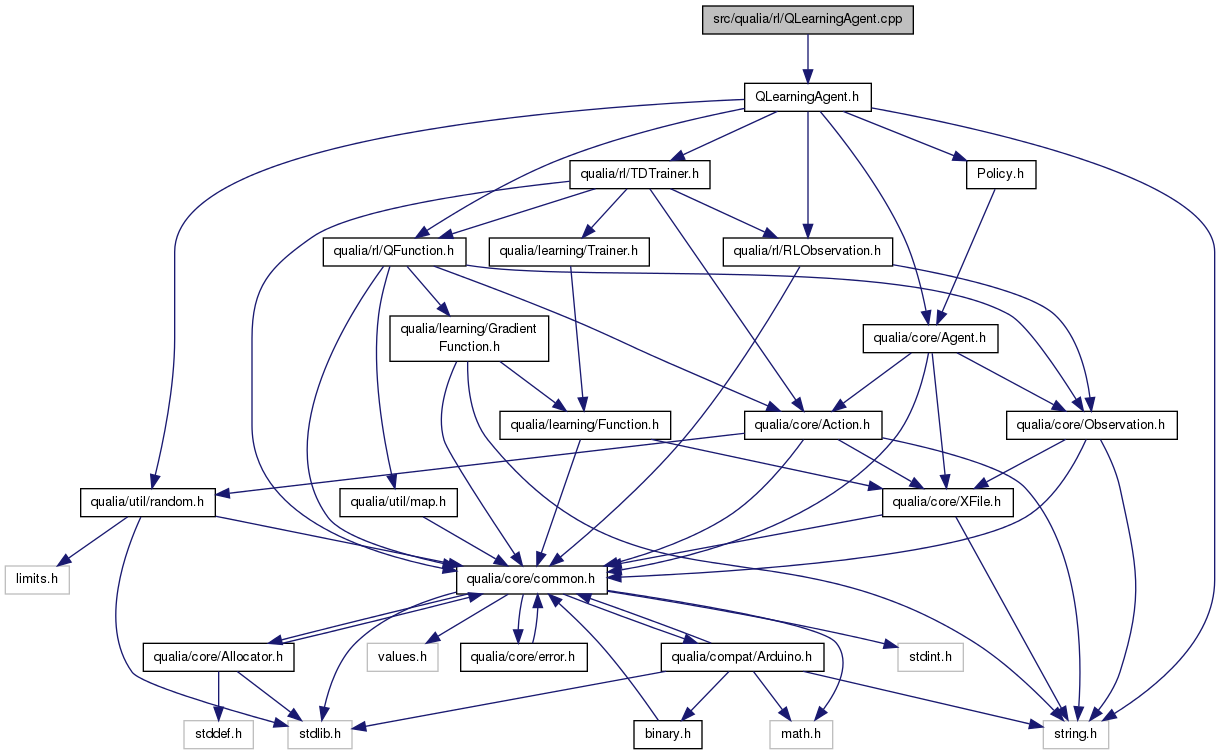 src/qualia/rl/QLearningAgent.cpp
QLearningAgent.h
qualia/rl/TDTrainer.h
Policy.h
qualia/rl/QFunction.h
qualia/learning/Trainer.h
qualia/rl/RLObservation.h
qualia/learning/Gradient
Function.h
qualia/core/Agent.h
qualia/learning/Function.h
qualia/core/Action.h
qualia/core/Observation.h
qualia/util/random.h
qualia/util/map.h
qualia/core/XFile.h
limits.h
qualia/core/common.h
qualia/core/Allocator.h
values.h
qualia/core/error.h
qualia/compat/Arduino.h
stdint.h
stddef.h
stdlib.h
binary.h
math.h
string.h